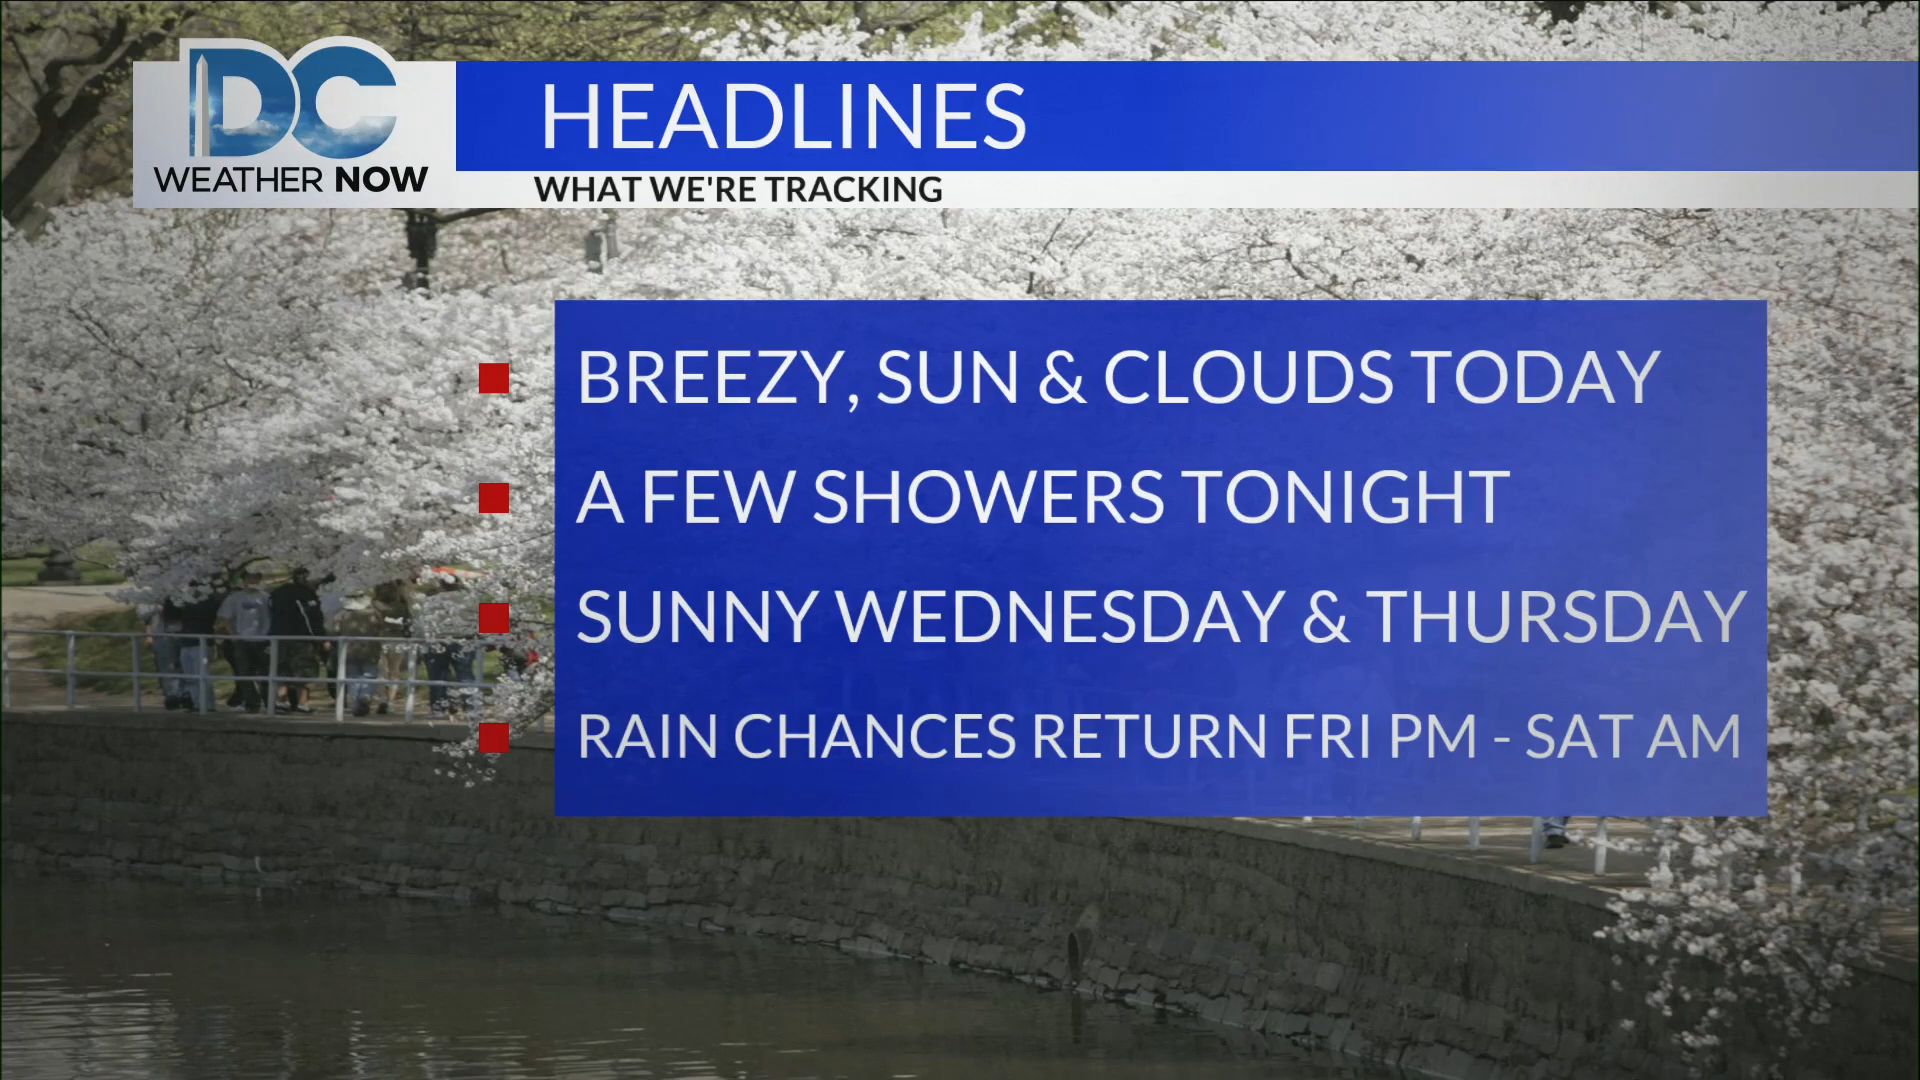 DC
WEATHER NOW
HEADLINES
WHAT WE'RE TRACKING
BREEZY, SUN & CLOUDS TODAY
A FEW SHOWERS TONIGHT
SUNNY WEDNESDAY & THURSDAY
RAIN CHANCES RETURN FRI PM - SAT AM